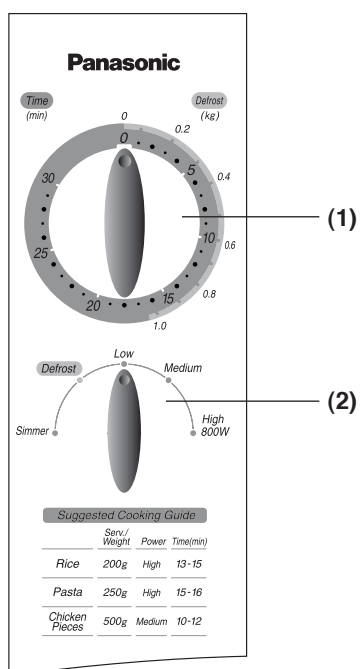 Panasonic
Time
(min)
Defrost
(kg)
0
0.2
0.4
0.6
0.8
1.0
0
5
10
15
20
25
30
(1)
Low
Defrost
Medium
Simmer
High
800W
(2)
Suggested Cooking Guide
Serv./
Weight Power Time(min)
Rice 200g High 13-15
Pasta 250g High 15-16
Chicken
Pieces 500g Medium 10-12